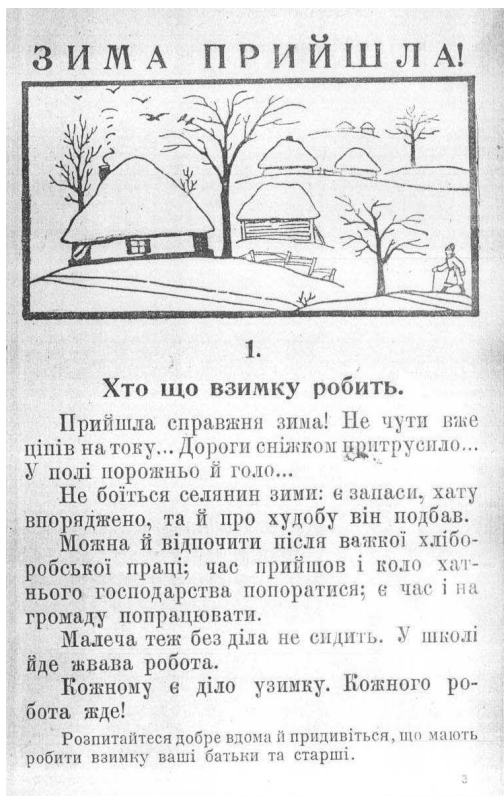 ЗИМА ПРИЙШЛА!
1.
Хто що взимку робить.
Прийшла справжня зима! Не чути вже
ціпів на току... Дороги сніжком притрусило...
У полі порожньо й голо...
Не боїться селянин зими: є запаси, хату
впоряджено, та й про худобу він подбав.
Можна й відпочити після важкої хлібо-
робської праці; час прийшов і коло хат-
нього господарства попоратися; є час і на
громаду попрацювати.
Малеча теж без діла не сидить. У школі
йде жвава робота.
Кожному є діло узимку. Кожного ро-
бота жде!
Розпитайтеся добре вдома й придивіться, що мають
робити взимку ваші батьки та старші.
3